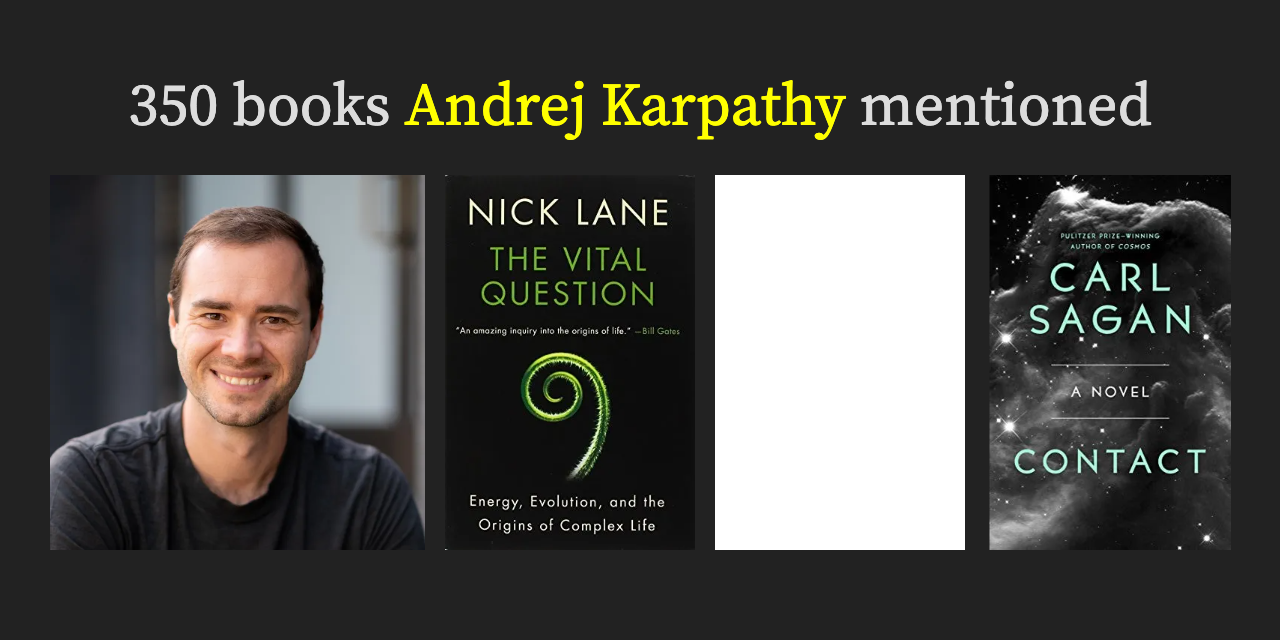 350 books Andrej Karpathy mentioned
NICK LANE
THE VITAL
QUESTION
"An amazing inquiry into the origins of life." —Bill Gates
Energy, Evolution, and the
Origins of Complex Life
PULITZER PRIZE–WINNING
AUTHOR OF COSMOS
CARL
SAGAN
A NOVEL
CONTACT